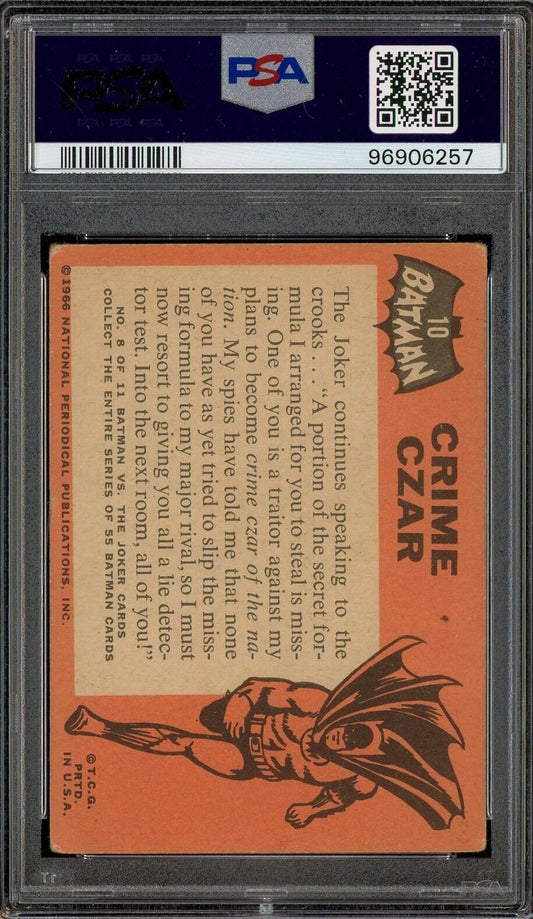 PSA
PSA
96906257
10
BATMAN
CRIME
CZAR
The Joker continues speaking to the
crooks . . . "A portion of the secret for-
mula I arranged for you to steal is miss-
ing. One of you is a traitor against my
plans to become crime czar of the na-
tion. My spies have told me that none
of you have as yet tried to slip the miss-
ing formula to my major rival, so I must
now resort to giving you all a lie detec-
tor test. Into the next room, all of you!"
NO. 8 OF 11 BATMAN VS. THE JOKER CARDS
COLLECT THE ENTIRE SERIES OF 55 BATMAN CARDS
© 1966 NATIONAL PERIODICAL PUBLICATIONS, INC.
© T.C.G.
PRTD.
IN U.S.A.
PSA